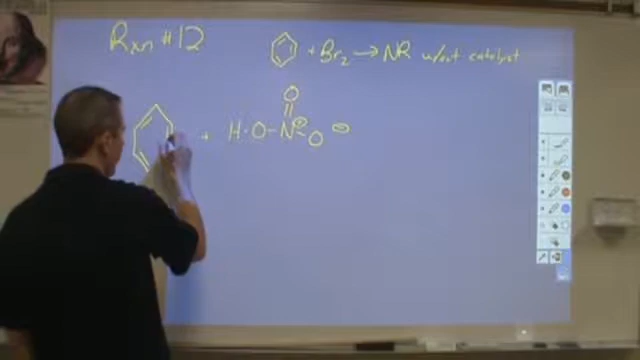 Rxn #12
+ Br2 → NR w/out catalyst
O
+ H-O-N⊕-O ⊖